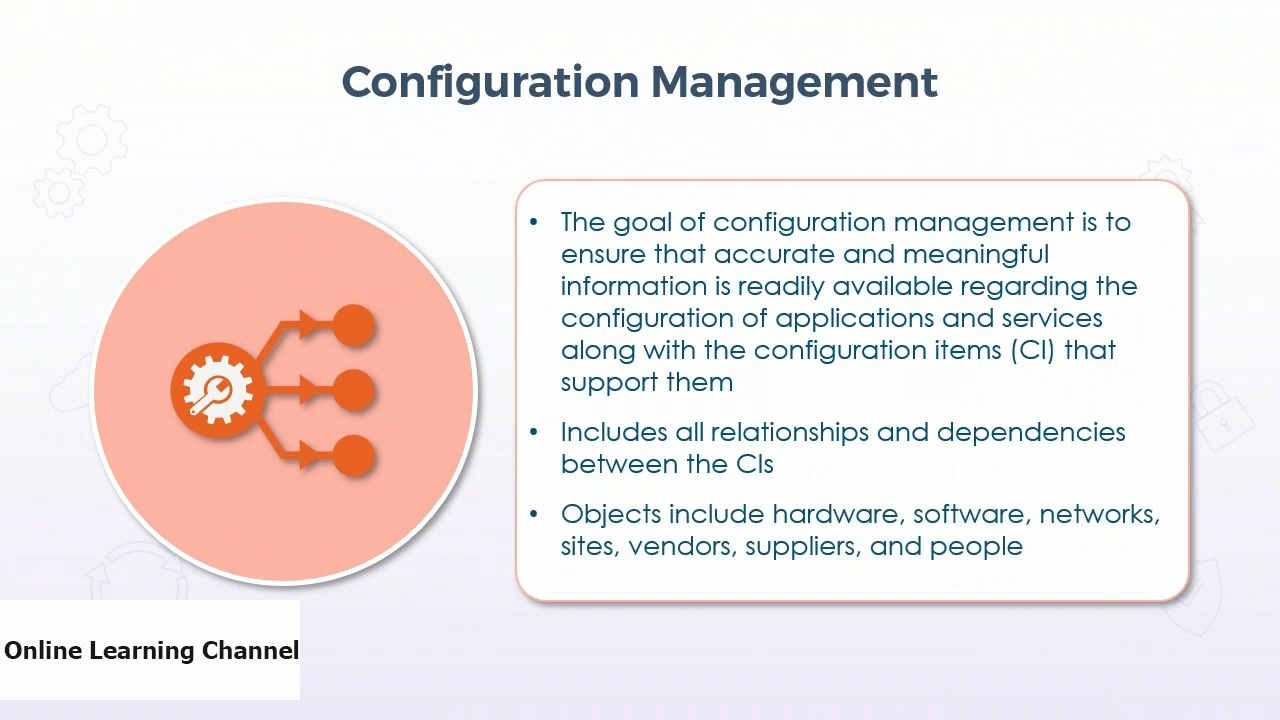 Configuration Management
• The goal of configuration management is to
ensure that accurate and meaningful
information is readily available regarding the
configuration of applications and services
along with the configuration items (CI) that
support them
• Includes all relationships and dependencies
between the CIs
• Objects include hardware, software, networks,
sites, vendors, suppliers, and people
Online Learning Channel